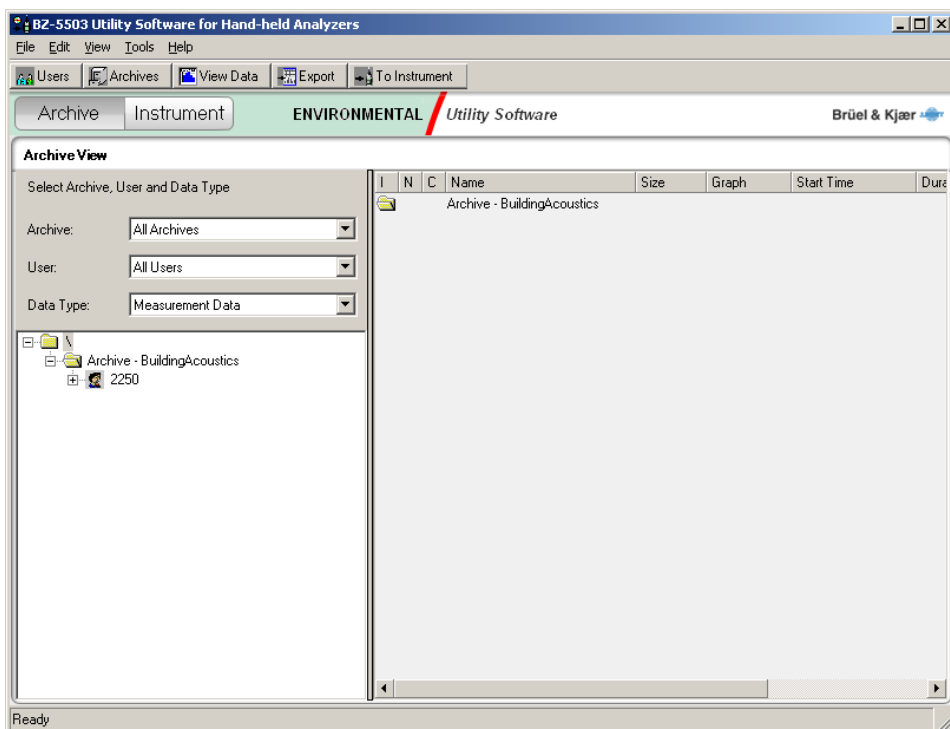 BZ-5503 Utility Software for Hand-held Analyzers
File Edit View Tools Help
Users Archives View Data Export To Instrument
Archive Instrument ENVIRONMENTAL Utility Software Brüel & Kjær
Archive View
Select Archive, User and Data Type
I N C Name Size Graph Start Time Dura
Archive - BuildingAcoustics
Archive: All Archives
User: All Users
Data Type: Measurement Data
\
Archive - BuildingAcoustics
2250
Ready